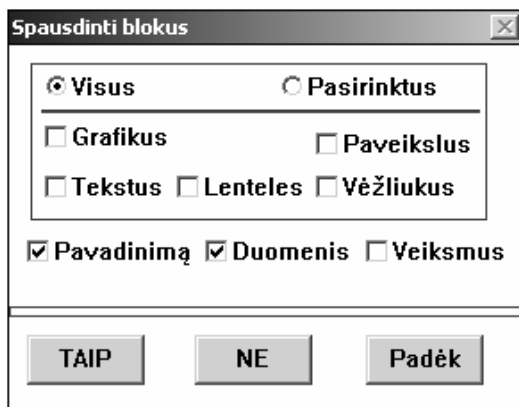 Spausdinti blokus
Visus Pasirinktus
Grafikus Paveikslus
Tekstus Lenteles Vėžliukus
Pavadinimą Duomenis Veiksmus
TAIP NE Padėk